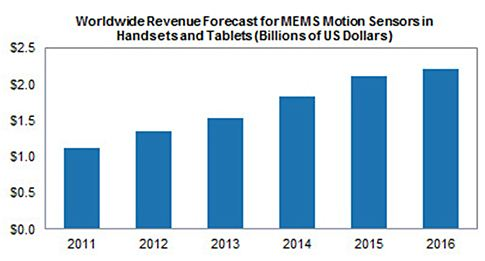 Worldwide Revenue Forecast for MEMS Motion Sensors in
Handsets and Tablets (Billions of US Dollars)
$2.5
$2.0
$1.5
$1.0
$0.5
$0.0
2011 2012 2013 2014 2015 2016